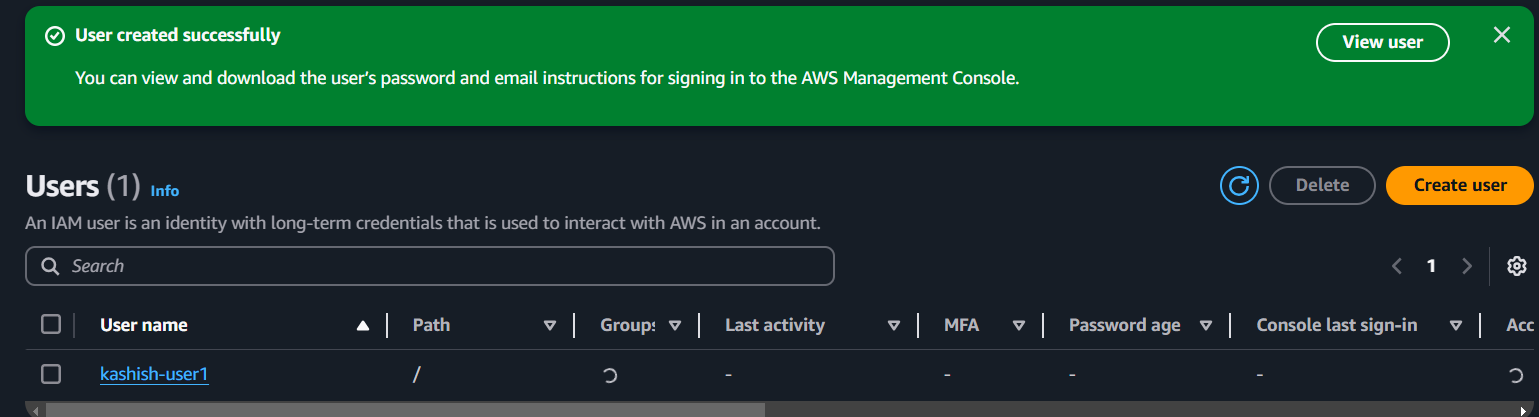 User created successfully
View user
You can view and download the user's password and email instructions for signing in to the AWS Management Console.
Users (1) Info
Delete
Create user
An IAM user is an identity with long-term credentials that is used to interact with AWS in an account.
Search
1
User name Path Groups Last activity MFA Password age Console last sign-in Acc
kashish-user1 / - - - -